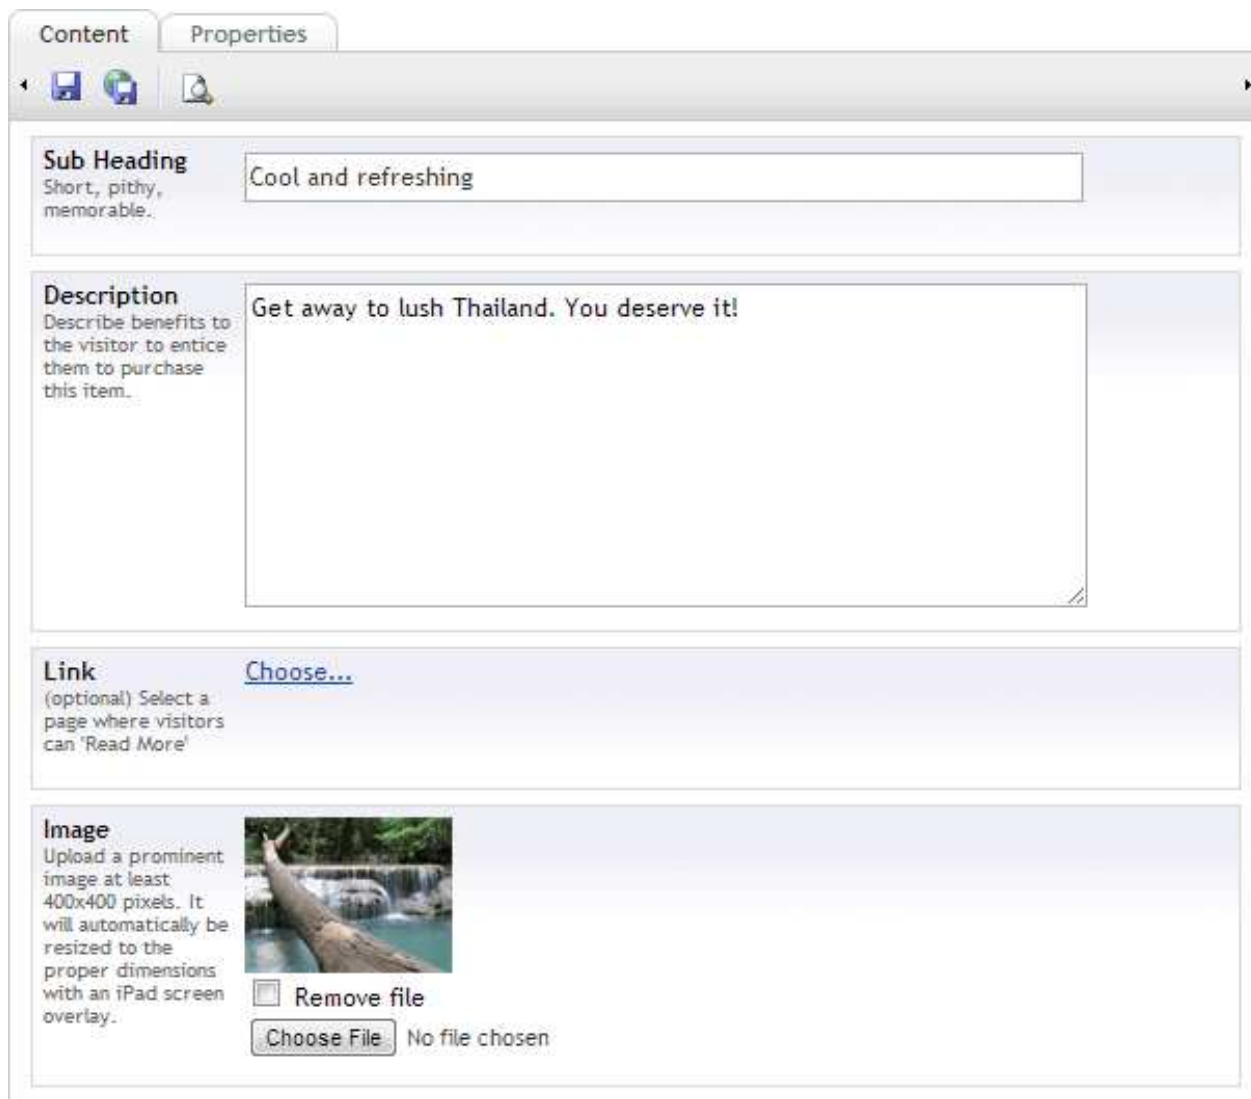 Content Properties
Sub Heading
Short, pithy,
memorable.
Cool and refreshing
Description
Describe benefits to
the visitor to entice
them to purchase
this item.
Get away to lush Thailand. You deserve it!
Link
(optional) Select a
page where visitors
can 'Read More'
Choose...
Image
Upload a prominent
image at least
400x400 pixels. It
will automatically be
resized to the
proper dimensions
with an iPad screen
overlay.
Remove file
Choose File No file chosen